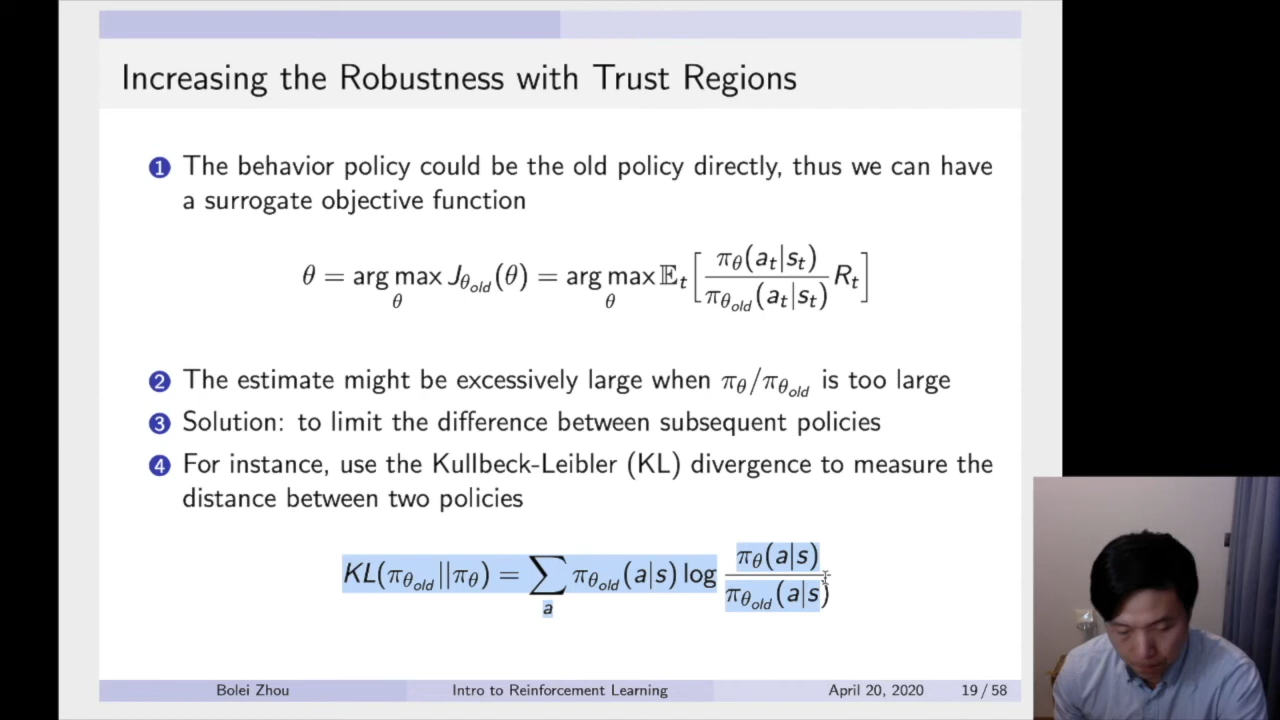 Increasing the Robustness with Trust Regions
1 The behavior policy could be the old policy directly, thus we can have
a surrogate objective function
θ = arg max_θ J_{θ_old}(θ) = arg max_θ 𝔼_t [ π_θ(a_t|s_t) / π_{θ_old}(a_t|s_t) R_t ]
2 The estimate might be excessively large when π_θ/π_{θ_old} is too large
3 Solution: to limit the difference between subsequent policies
4 For instance, use the Kullbeck-Leibler (KL) divergence to measure the
distance between two policies
KL(π_{θ_old}||π_θ) = ∑_a π_{θ_old}(a|s) log π_θ(a|s) / π_{θ_old}(a|s)
Bolei Zhou Intro to Reinforcement Learning April 20, 2020 19 / 58